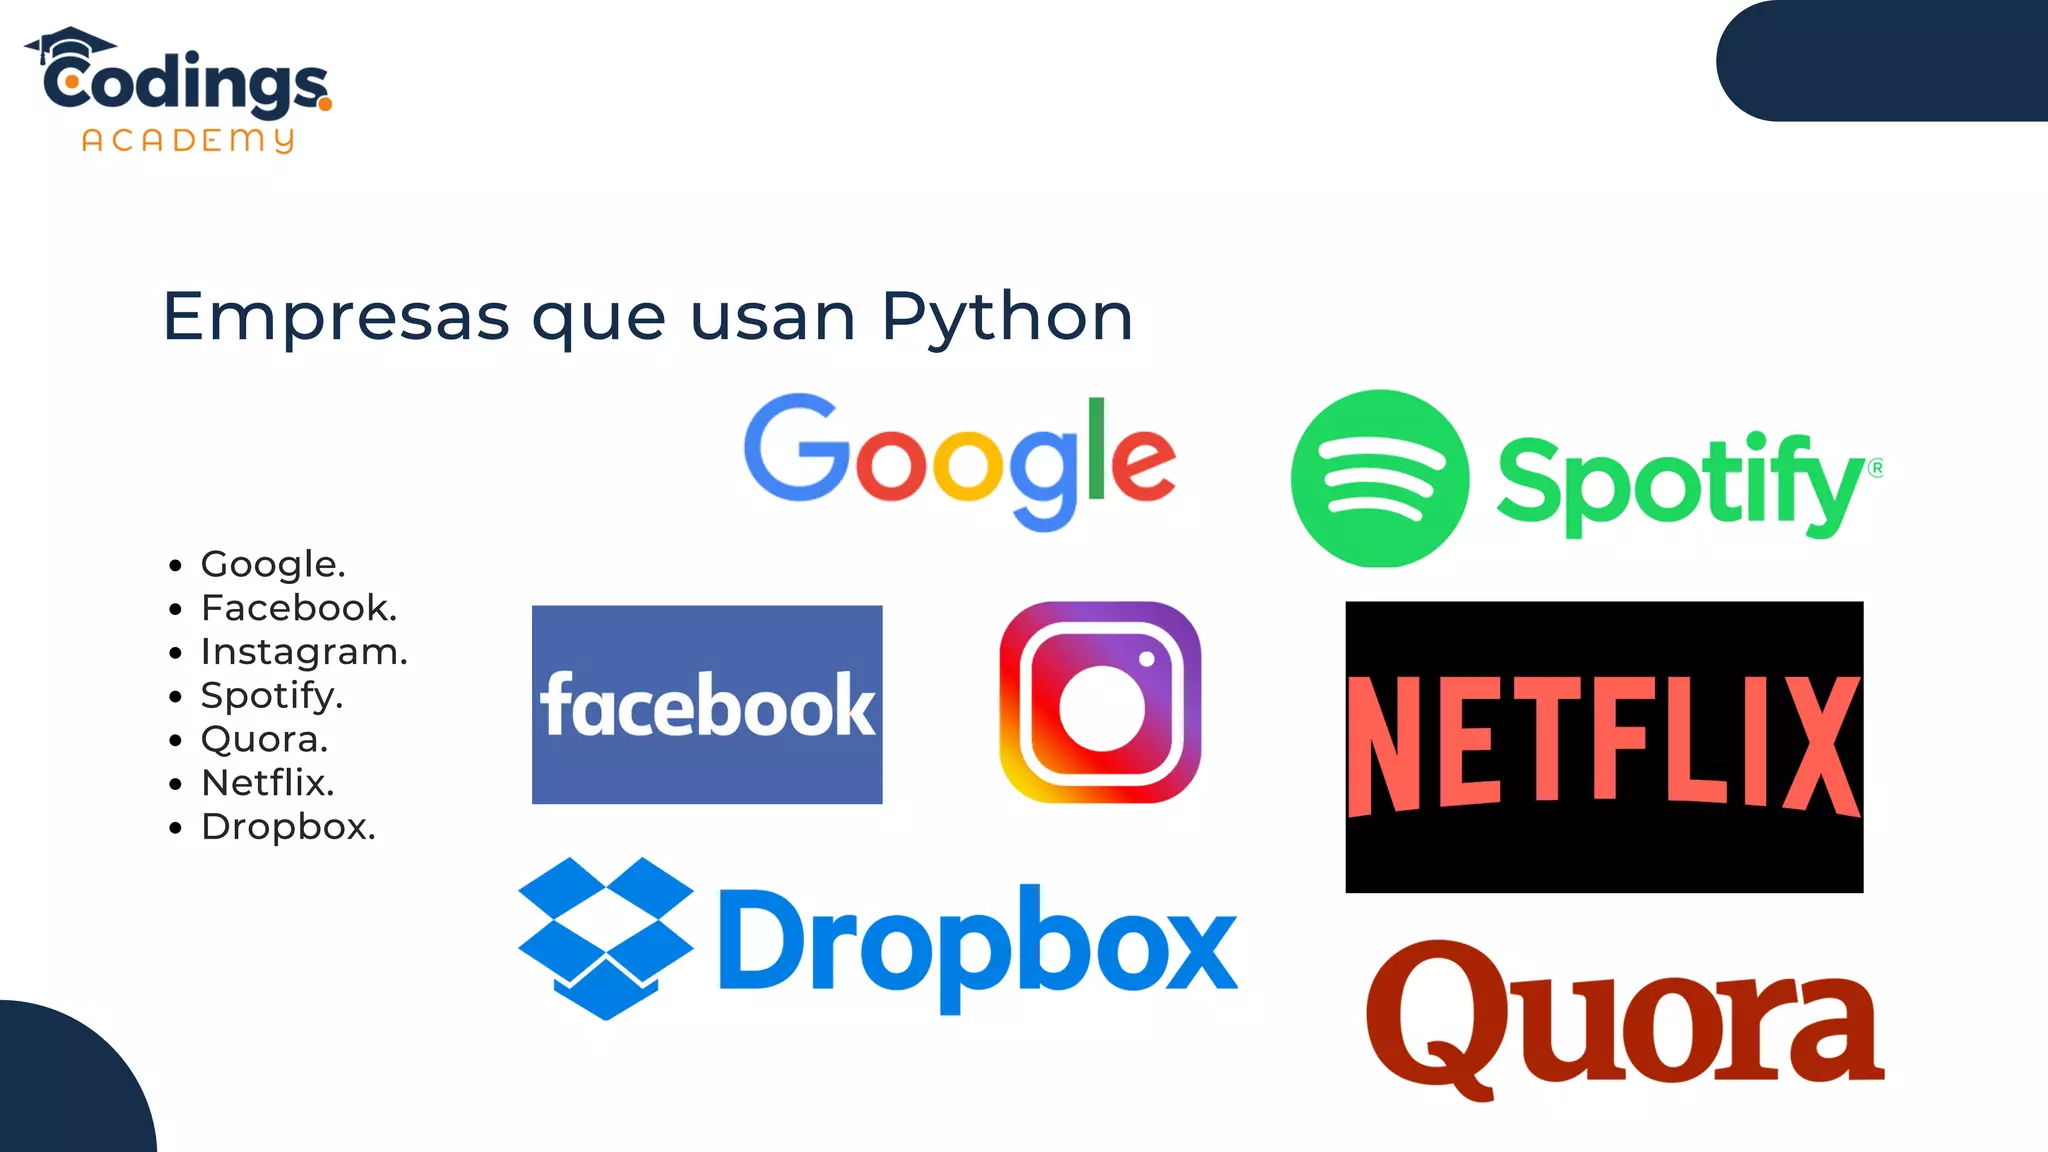 Codings
ACADEMY
Empresas que usan Python
Google
Spotify®
• Google.
• Facebook.
• Instagram.
• Spotify.
• Quora.
• Netflix.
• Dropbox.
facebook
NETFLIX
Dropbox
Quora